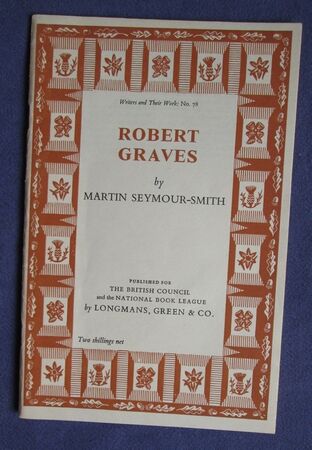 Writers and Their Work: No. 78
ROBERT
GRAVES
by
MARTIN SEYMOUR-SMITH
PUBLISHED FOR
THE BRITISH COUNCIL
and the NATIONAL BOOK LEAGUE
by LONGMANS, GREEN & CO.
Two shillings net